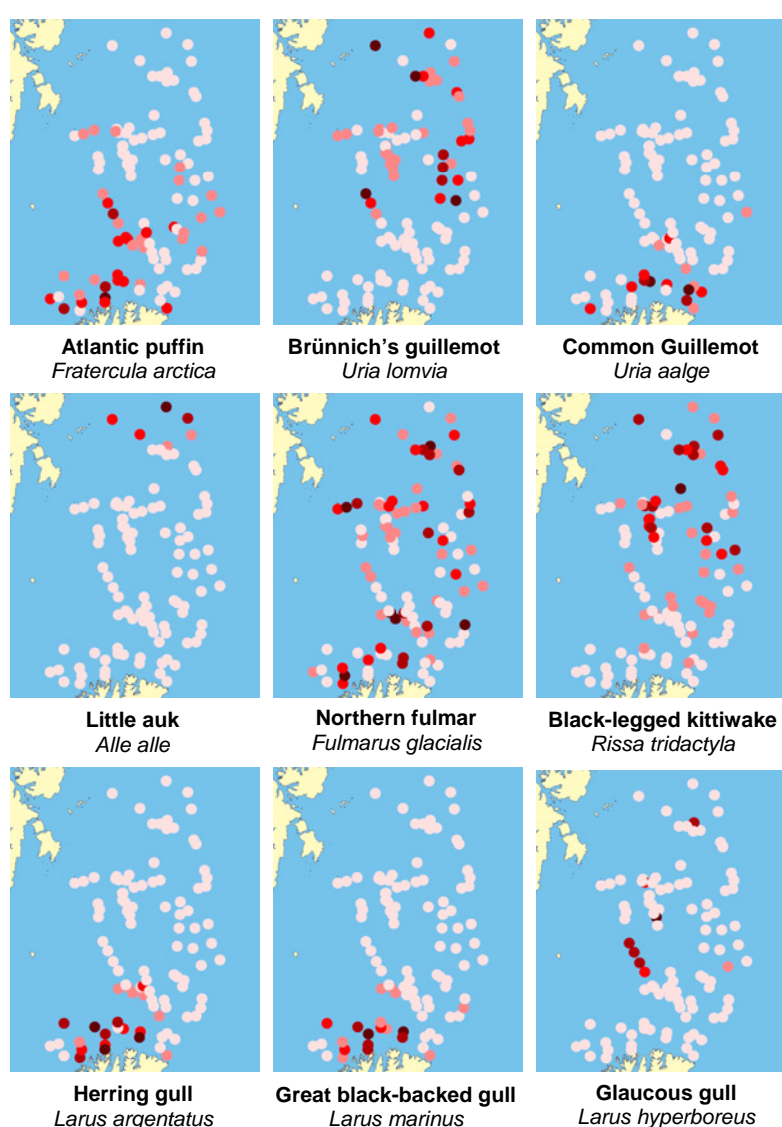 Atlantic puffin
Fratercula arctica
Brünnich's guillemot
Uria lomvia
Common Guillemot
Uria aalge
Little auk
Alle alle
Northern fulmar
Fulmarus glacialis
Black-legged kittiwake
Rissa tridactyla
Herring gull
Larus argentatus
Great black-backed gull
Larus marinus
Glaucous gull
Larus hyperboreus